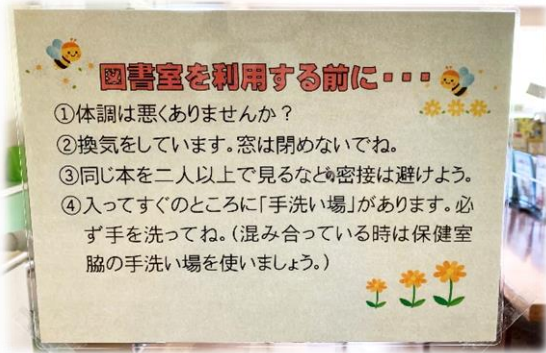 図書室を利用する前に・・・
①体調は悪くありませんか？
②換気をしています。窓は閉めないでね。
③同じ本を二人以上で見るなど、密接は避けよう。
④入ってすぐのところに「手洗い場」があります。必
ず手を洗ってね。（混み合っている時は保健室
脇の手洗い場を使いましょう。）